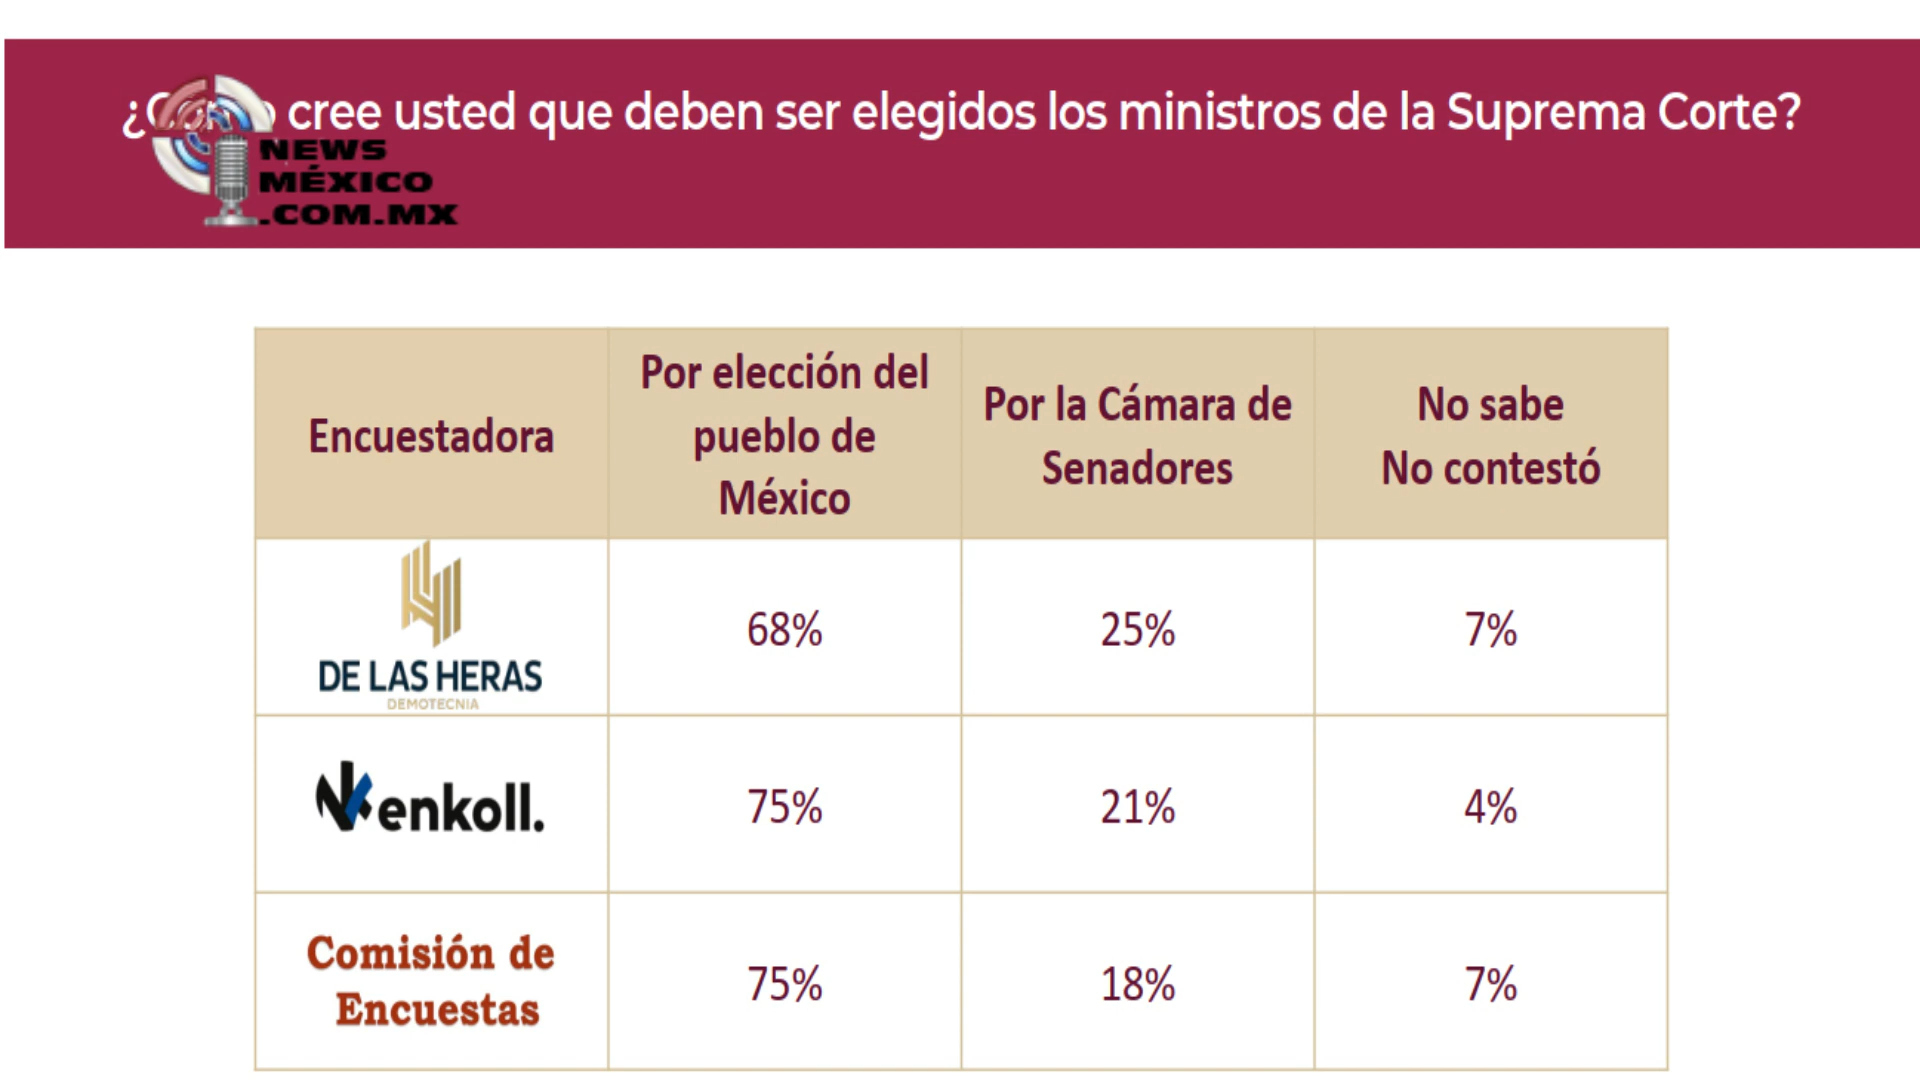 ¿Cómo cree usted que deben ser elegidos los ministros de la Suprema Corte?
NEWS
MÉXICO
.COM.MX
Encuestadora
Por elección del
pueblo de
México
Por la Cámara de
Senadores
No sabe
No contestó
DE LAS HERAS
DEMOTECNIA
68%
25%
7%
enkoll.
75%
21%
4%
Comisión de
Encuestas
75%
18%
7%